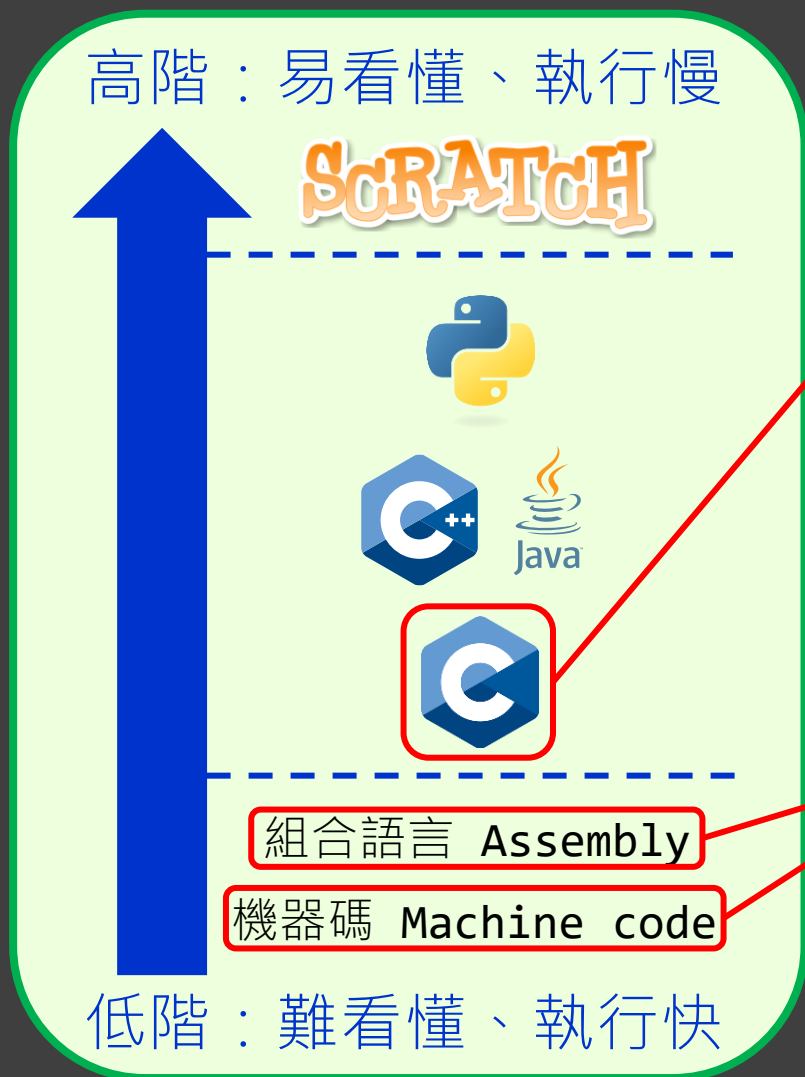 高階：易看懂、執行慢
SCRATCH
C++
Java
C
組合語言 Assembly
機器碼 Machine code
低階：難看懂、執行快